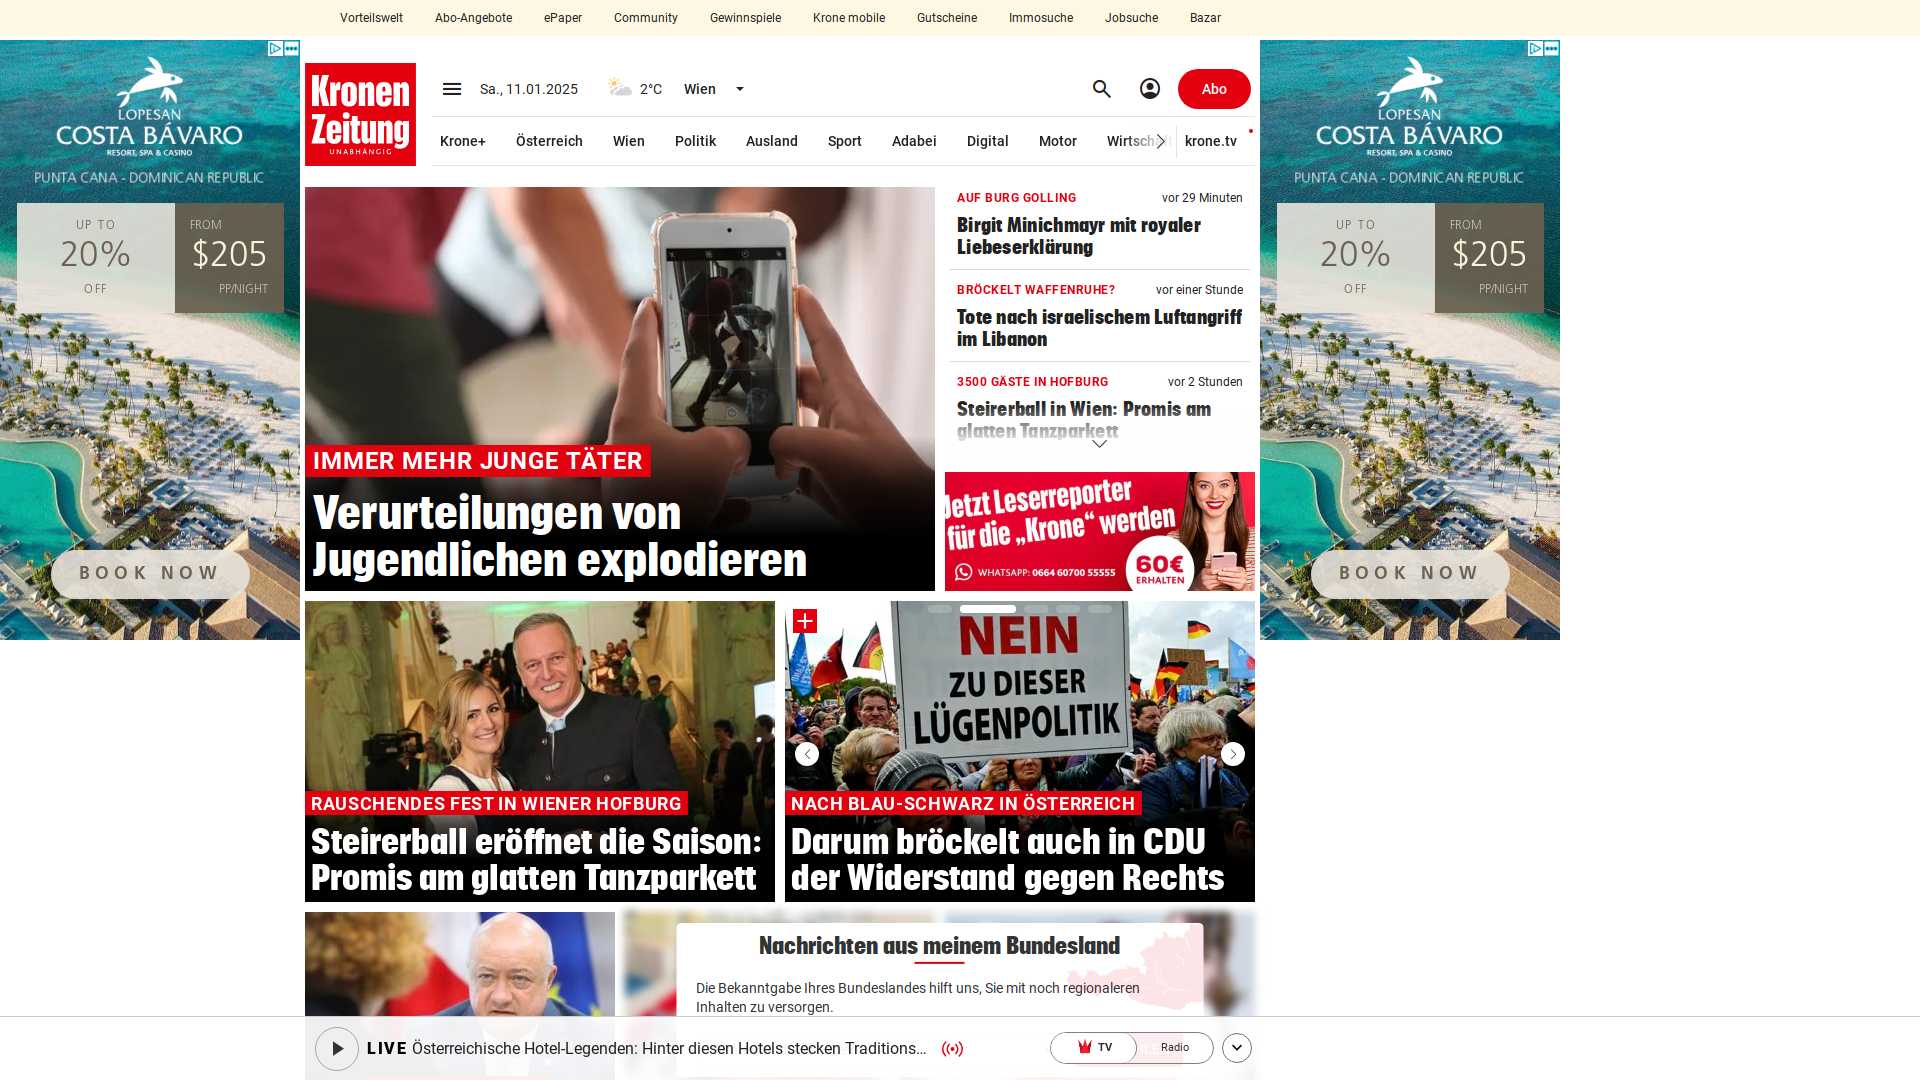 Vorteilswelt
Abo-Angebote
ePaper
Community
Gewinnspiele
Krone mobile
Gutscheine
Immosuche
Jobsuche
Bazar
LOPESAN
COSTA BÁVARO
RESORT, SPA & CASINO
PUNTA CANA - DOMINICAN REPUBLIC
UP TO
20%
OFF
FROM
$205
PP/NIGHT
BOOK NOW
Kronen
Zeitung
UNABHÄNGIG
Sa., 11.01.2025
2°C
Wien
Abo
Krone+
Österreich
Wien
Politik
Ausland
Sport
Adabei
Digital
Motor
Wirtschaft
krone.tv
IMMER MEHR JUNGE TÄTER
Verurteilungen von
Jugendlichen explodieren
AUF BURG GOLLING
vor 29 Minuten
Birgit Minichmayr mit royaler
Liebeserklärung
BRÖCKELT WAFFENRUHE?
vor einer Stunde
Tote nach israelischem Luftangriff
im Libanon
3500 GÄSTE IN HOFBURG
vor 2 Stunden
Steirerball in Wien: Promis am
glatten Tanzparkett
Jetzt Leserreporter
für die „Krone“ werden
WHATSAPP: 0664 60700 55555
60€
ERHALTEN
LOPESAN
COSTA BÁVARO
RESORT, SPA & CASINO
PUNTA CANA - DOMINICAN REPUBLIC
UP TO
20%
OFF
FROM
$205
PP/NIGHT
BOOK NOW
RAUSCHENDES FEST IN WIENER HOFBURG
Steirerball eröffnet die Saison:
Promis am glatten Tanzparkett
NEIN
ZU DIESER
LÜGENPOLITIK
NACH BLAU-SCHWARZ IN ÖSTERREICH
Darum bröckelt auch in CDU
der Widerstand gegen Rechts
Nachrichten aus meinem Bundesland
Die Bekanntgabe Ihres Bundeslandes hilft uns, Sie mit noch regionaleren
Inhalten zu versorgen.
LIVE Österreichische Hotel-Legenden: Hinter diesen Hotels stecken Traditions...
TV
Radio